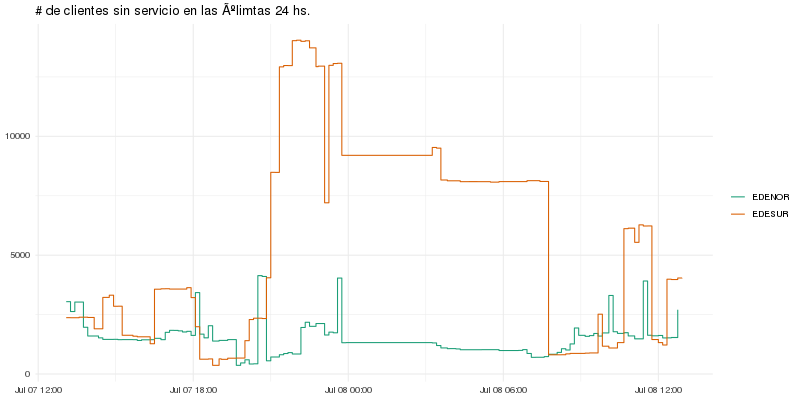 # de clientes sin servicio en las Ãºlimtas 24 hs.
10000
5000
0
Jul 07 12:00
Jul 07 18:00
Jul 08 00:00
Jul 08 06:00
Jul 08 12:00
EDENOR
EDESUR